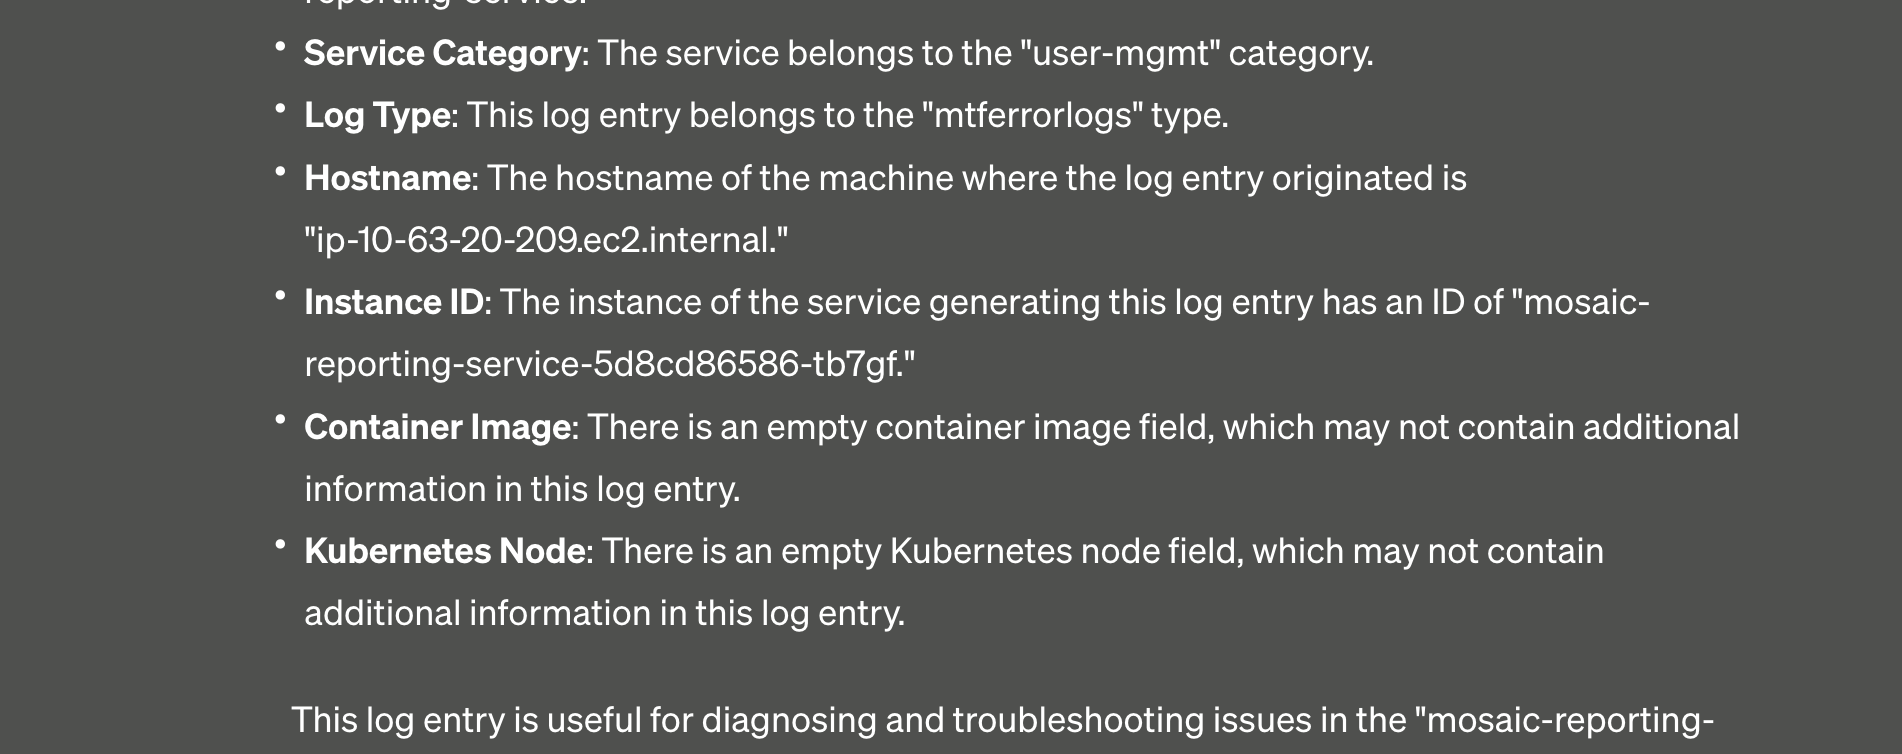 reporting-service.
• Service Category: The service belongs to the "user-mgmt" category.
• Log Type: This log entry belongs to the "mtferrorlogs" type.
• Hostname: The hostname of the machine where the log entry originated is
"ip-10-63-20-209.ec2.internal."
• Instance ID: The instance of the service generating this log entry has an ID of "mosaic-
reporting-service-5d8cd86586-tb7gf."
• Container Image: There is an empty container image field, which may not contain additional
information in this log entry.
• Kubernetes Node: There is an empty Kubernetes node field, which may not contain
additional information in this log entry.
This log entry is useful for diagnosing and troubleshooting issues in the "mosaic-reporting-